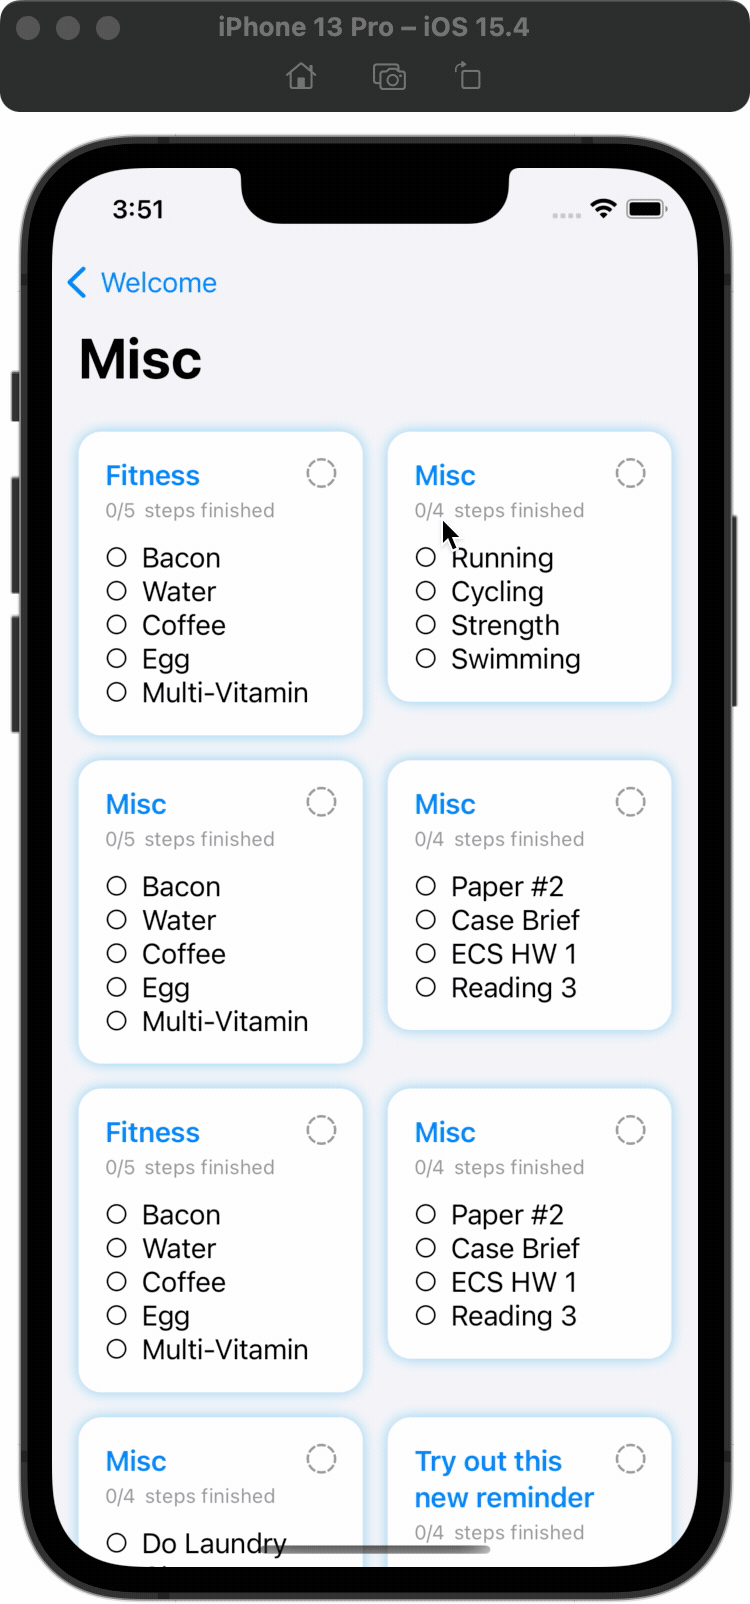 iPhone 13 Pro – iOS 15.4
3:51
Welcome
Misc
Fitness
0/5 steps finished
Bacon
Water
Coffee
Egg
Multi-Vitamin
Misc
0/4 steps finished
Running
Cycling
Strength
Swimming
Misc
0/5 steps finished
Bacon
Water
Coffee
Egg
Multi-Vitamin
Misc
0/4 steps finished
Paper #2
Case Brief
ECS HW 1
Reading 3
Fitness
0/5 steps finished
Bacon
Water
Coffee
Egg
Multi-Vitamin
Misc
0/4 steps finished
Paper #2
Case Brief
ECS HW 1
Reading 3
Misc
0/4 steps finished
Do Laundry
Try out this
new reminder
0/4 steps finished